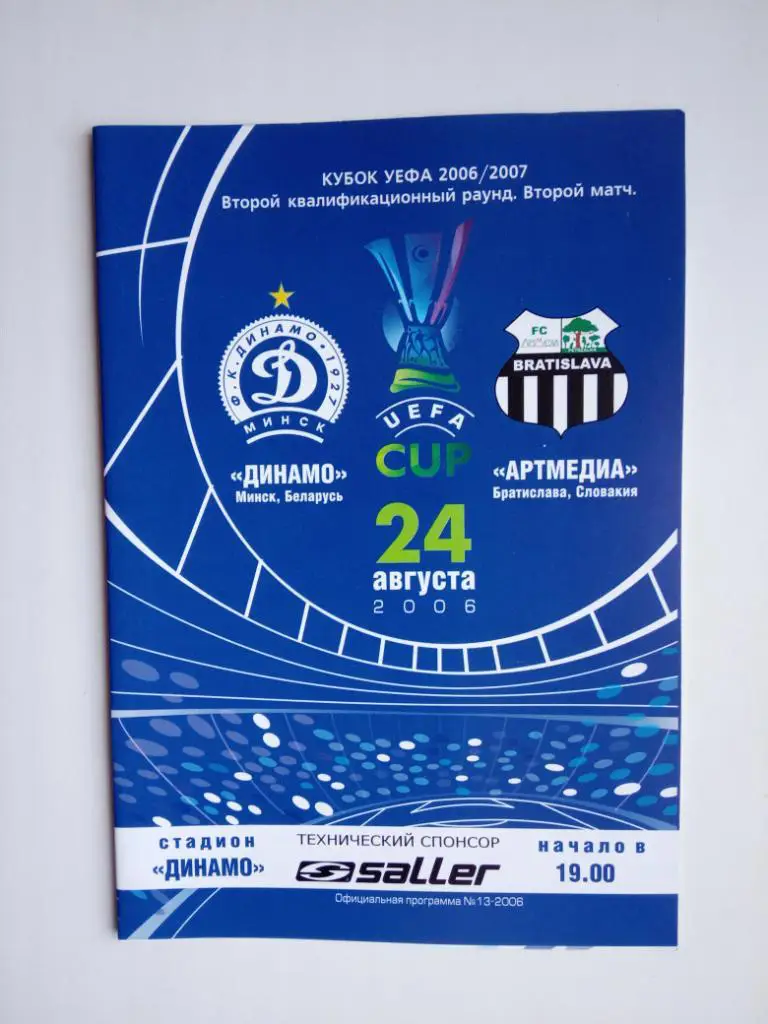 КУБОК УЕФА 2006/2007
Второй квалификационный раунд. Второй матч.
Ф.К.ДИНАМО•1927
МИНСК
UEFA
CUP
FC
BRATISLAVA
«ДИНАМО»
Минск, Беларусь
«АРТМЕДИА»
Братислава, Словакия
24
августа
2006
стадион
«ДИНАМО»
ТЕХНИЧЕСКИЙ СПОНСОР
saller
начало в
19.00
Официальная программа №13-2006